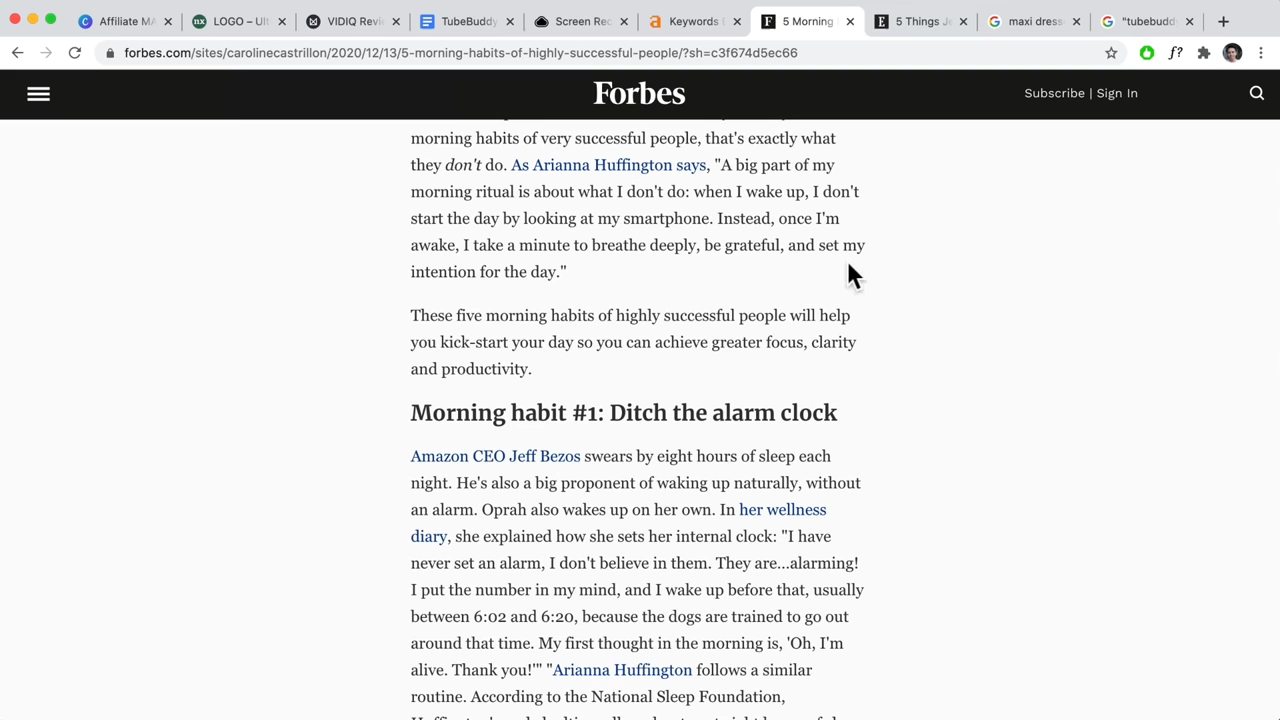 Affiliate MA
LOGO – Ult
VIDIQ Revi
TubeBuddy
Screen Rec
Keywords E
5 Morning
5 Things Je
maxi dress
"tubebudd
forbes.com/sites/carolinecastrillon/2020/12/13/5-morning-habits-of-highly-successful-people/?sh=c3f674d5ec66
f?
Forbes
Subscribe | Sign In
morning habits of very successful people, that's exactly what
they don't do. As Arianna Huffington says, "A big part of my
morning ritual is about what I don't do: when I wake up, I don't
start the day by looking at my smartphone. Instead, once I'm
awake, I take a minute to breathe deeply, be grateful, and set my
intention for the day."
These five morning habits of highly successful people will help
you kick-start your day so you can achieve greater focus, clarity
and productivity.
Morning habit #1: Ditch the alarm clock
Amazon CEO Jeff Bezos swears by eight hours of sleep each
night. He's also a big proponent of waking up naturally, without
an alarm. Oprah also wakes up on her own. In her wellness
diary, she explained how she sets her internal clock: "I have
never set an alarm, I don't believe in them. They are...alarming!
I put the number in my mind, and I wake up before that, usually
between 6:02 and 6:20, because the dogs are trained to go out
around that time. My first thought in the morning is, 'Oh, I'm
alive. Thank you!'" "Arianna Huffington follows a similar
routine. According to the National Sleep Foundation,